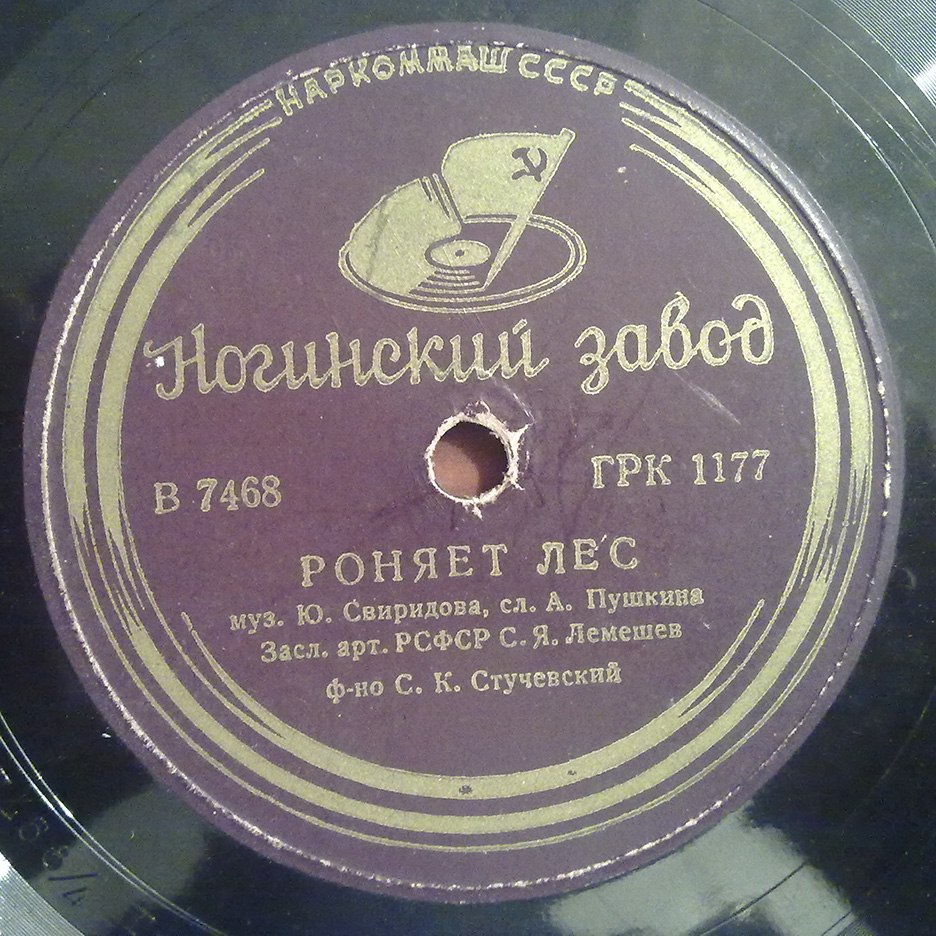 НАРКОММАШ СССР
Ногинский завод
В 7468
ГРК 1177
РОНЯЕТ ЛЕС
муз. Ю. Свиридова, сл. А. Пушкина
Засл. арт. РСФСР С. Я. Лемешев
ф-но С. К. Стучевский